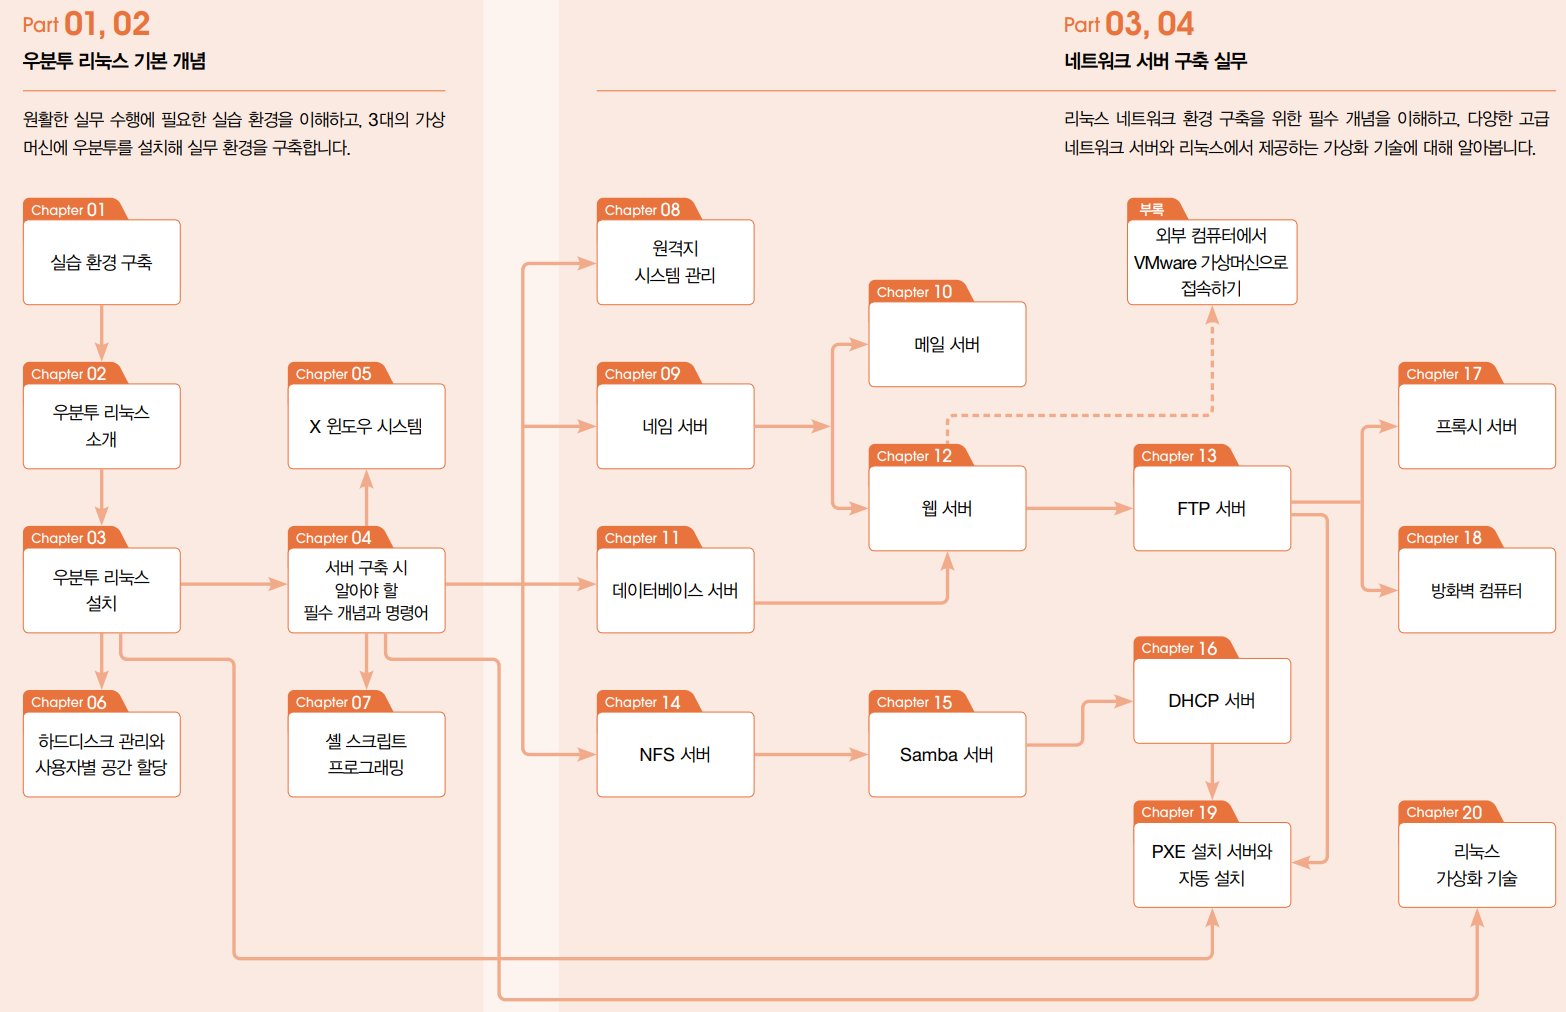 Part 01, 02
우분투 리눅스 기본 개념
원활한 실무 수행에 필요한 실습 환경을 이해하고, 3대의 가상
머신에 우분투를 설치해 실무 환경을 구축합니다.
Part 03, 04
네트워크 서버 구축 실무
리눅스 네트워크 환경 구축을 위한 필수 개념을 이해하고, 다양한 고급
네트워크 서버와 리눅스에서 제공하는 가상화 기술에 대해 알아봅니다.
Chapter 01
실습 환경 구축
Chapter 02
우분투 리눅스
소개
Chapter 03
우분투 리눅스
설치
Chapter 04
서버 구축 시
알아야 할
필수 개념과 명령어
Chapter 05
X 윈도우 시스템
Chapter 06
하드디스크 관리와
사용자별 공간 할당
Chapter 07
셸 스크립트
프로그래밍
Chapter 08
원격지
시스템 관리
Chapter 09
네임 서버
Chapter 10
메일 서버
Chapter 11
데이터베이스 서버
Chapter 12
웹 서버
부록
외부 컴퓨터에서
VMware 가상머신으로
접속하기
Chapter 13
FTP 서버
Chapter 14
NFS 서버
Chapter 15
Samba 서버
Chapter 16
DHCP 서버
Chapter 17
프록시 서버
Chapter 18
방화벽 컴퓨터
Chapter 19
PXE 설치 서버와
자동 설치
Chapter 20
리눅스
가상화 기술